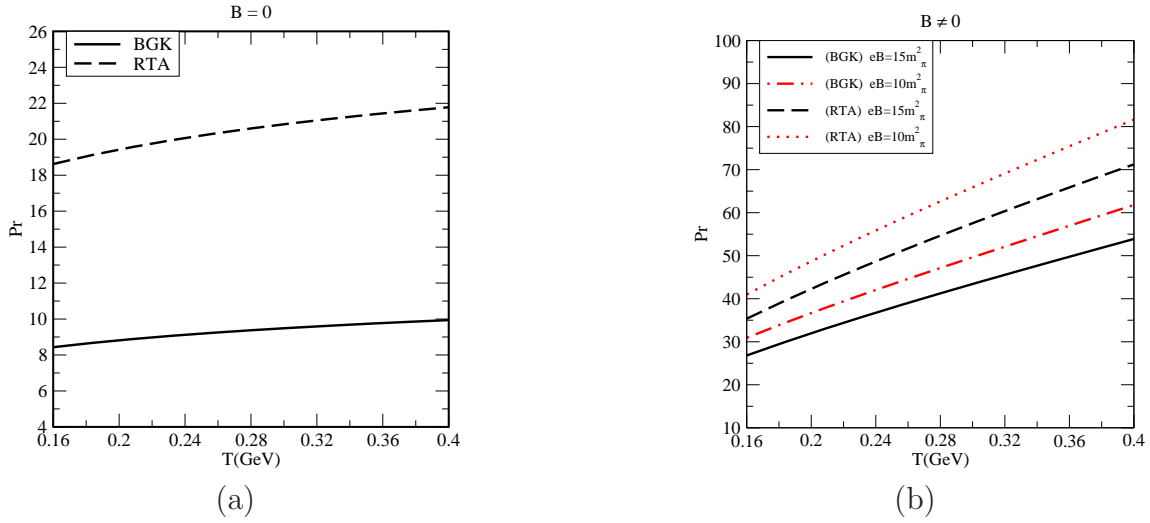 B = 0
26
24
22
20
18
16
14
12
10
8
6
4
Pr
BGK
RTA
0.16 0.2 0.24 0.28 0.32 0.36 0.4
T(GeV)
(a)
B ≠ 0
100
90
80
70
60
50
40
30
20
10
Pr
(BGK) eB=15m²π
(BGK) eB=10m²π
(RTA) eB=15m²π
(RTA) eB=10m²π
0.16 0.2 0.24 0.28 0.32 0.36 0.4
T(GeV)
(b)